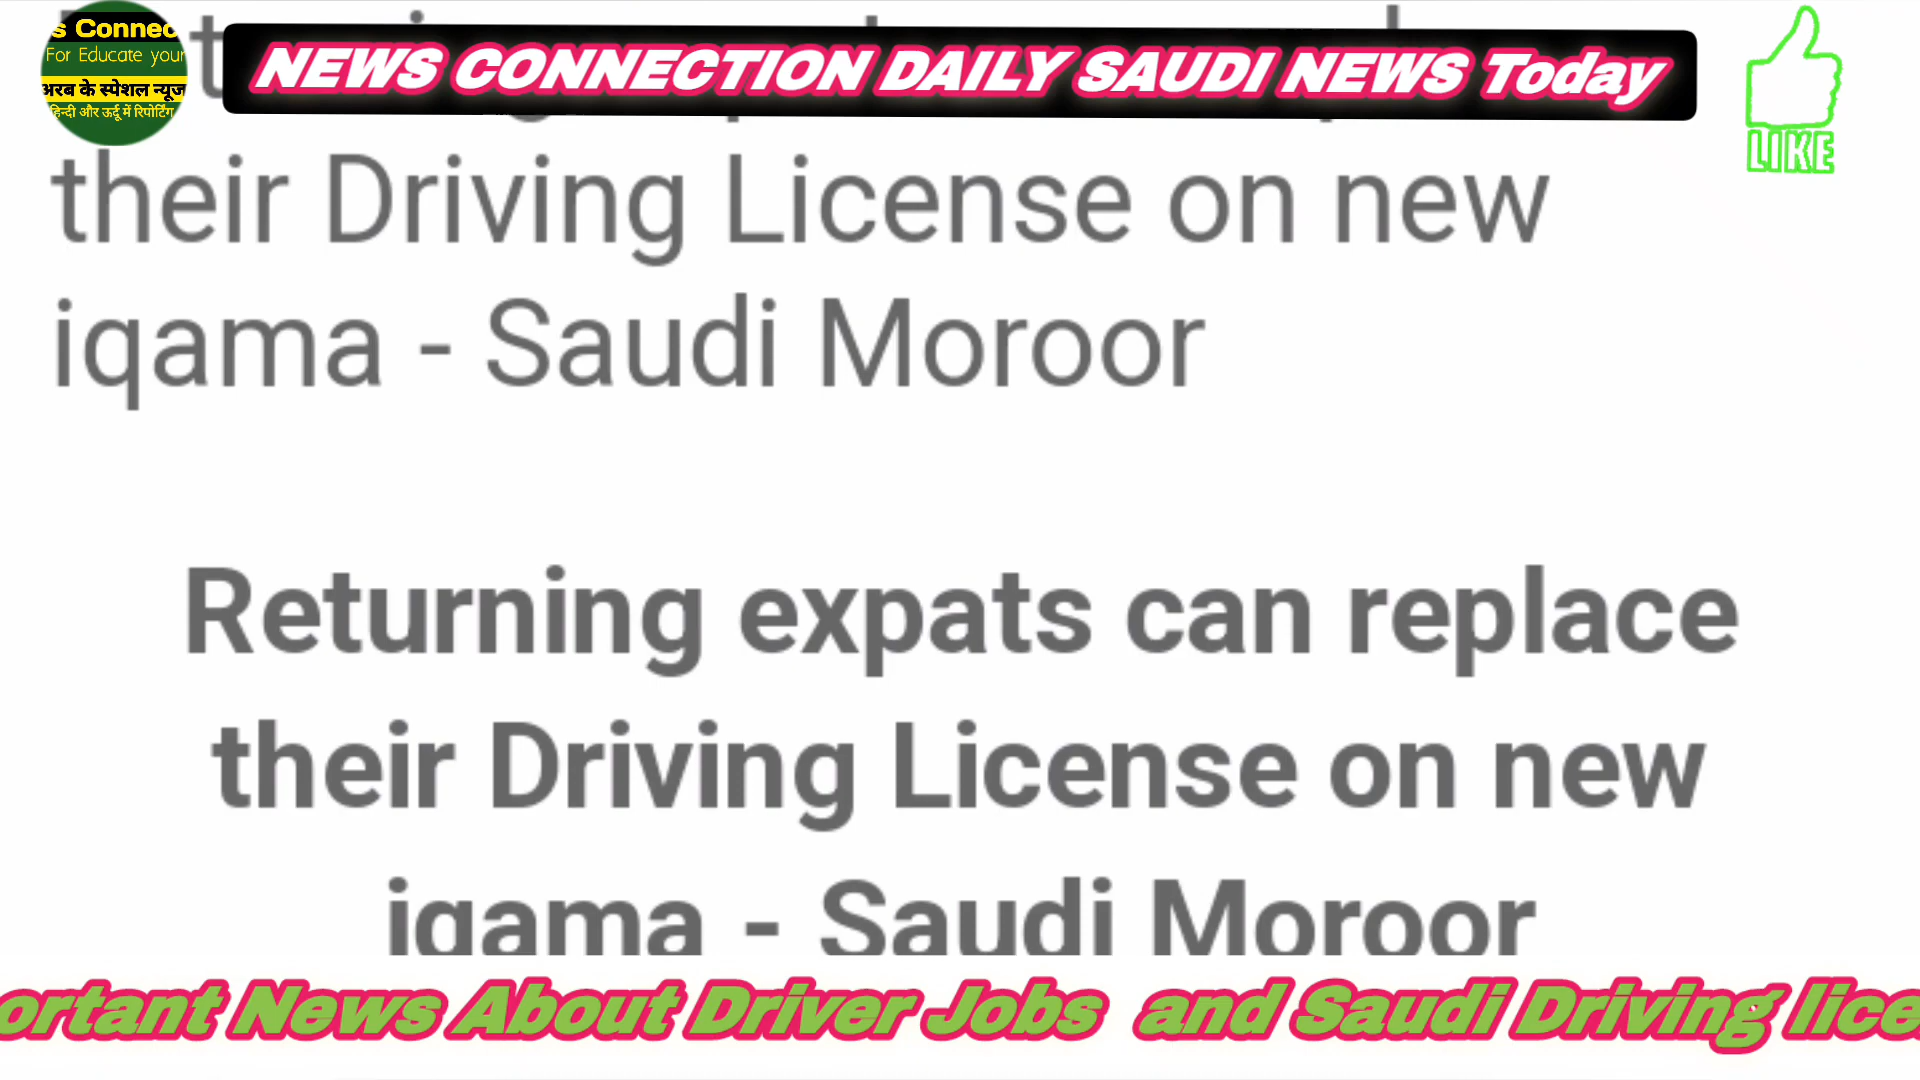 s Connec
For Educate your
अरब के स्पेशल न्यूज
हिन्दी और उर्दू में रिपोर्टिंग
NEWS CONNECTION DAILY SAUDI NEWS Today
LIKE
their Driving License on new
iqama - Saudi Moroor
Returning expats can replace
their Driving License on new
iqama - Saudi Moroor
ortant News About Driver Jobs and Saudi Driving lice